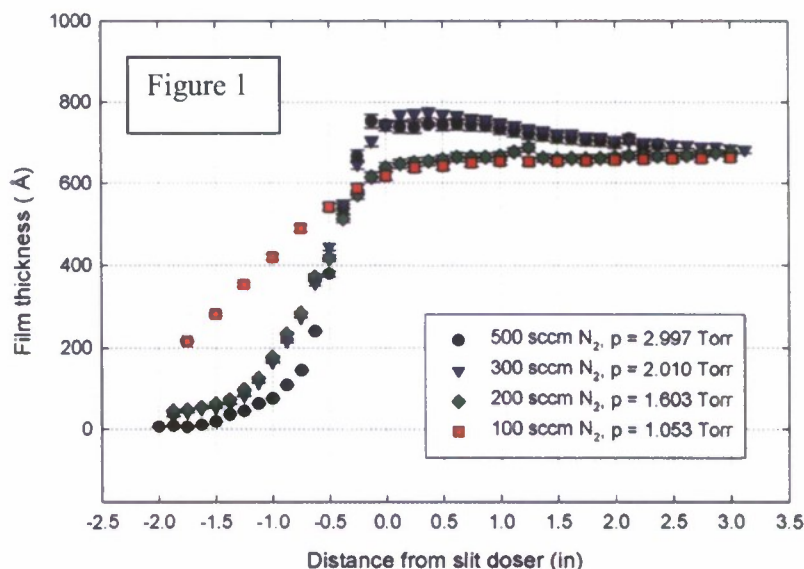 1000
800
600
400
200
0
Film thickness ( Å)
Figure 1
500 sccm N₂, p = 2.997 Torr
300 sccm N₂, p = 2.010 Torr
200 sccm N₂, p = 1.603 Torr
100 sccm N₂, p = 1.053 Torr
-2.5 -2.0 -1.5 -1.0 -0.5 0.0 0.5 1.0 1.5 2.0 2.5 3.0 3.5
Distance from slit doser (in)